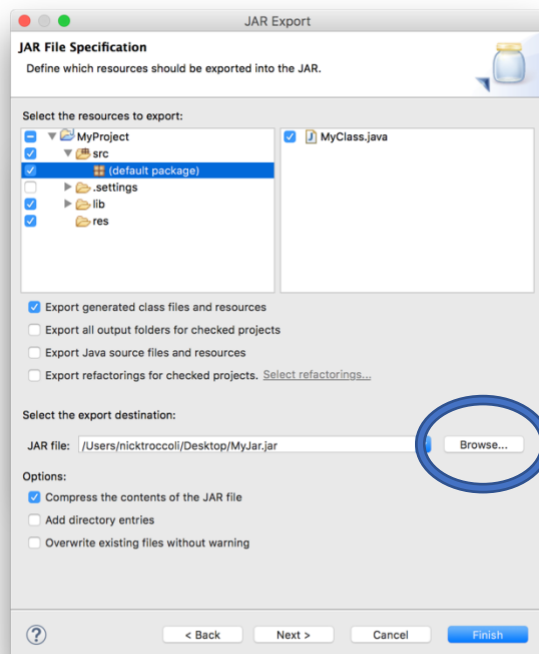 JAR Export
JAR File Specification
Define which resources should be exported into the JAR.
Select the resources to export:
MyProject
src
(default package)
.settings
lib
res
MyClass.java
Export generated class files and resources
Export all output folders for checked projects
Export Java source files and resources
Export refactorings for checked projects. Select refactorings...
Select the export destination:
JAR file: /Users/nicktroccoli/Desktop/MyJar.jar Browse...
Options:
Compress the contents of the JAR file
Add directory entries
Overwrite existing files without warning
? < Back Next > Cancel Finish